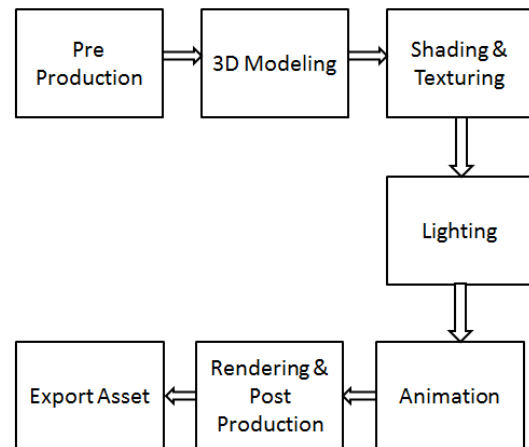 Pre
Production
3D Modeling
Shading &
Texturing
Lighting
Animation
Rendering &
Post
Production
Export Asset